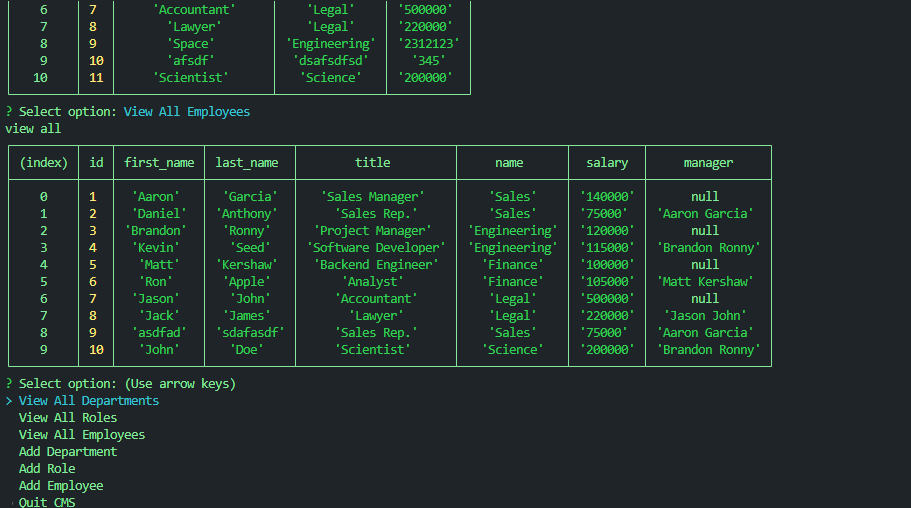 6 7 'Accountant' 'Legal' '500000'
7 8 'Lawyer' 'Legal' '220000'
8 9 'Space' 'Engineering' '2312123'
9 10 'afsdf' 'dsafsdfsd' '345'
10 11 'Scientist' 'Science' '200000'
? Select option: View All Employees
view all
(index) id first_name last_name title name salary manager
0 1 'Aaron' 'Garcia' 'Sales Manager' 'Sales' '140000' null
1 2 'Daniel' 'Anthony' 'Sales Rep.' 'Sales' '75000' 'Aaron Garcia'
2 3 'Brandon' 'Ronny' 'Project Manager' 'Engineering' '120000' null
3 4 'Kevin' 'Seed' 'Software Developer' 'Engineering' '115000' 'Brandon Ronny'
4 5 'Matt' 'Kershaw' 'Backend Engineer' 'Finance' '100000' null
5 6 'Ron' 'Apple' 'Analyst' 'Finance' '105000' 'Matt Kershaw'
6 7 'Jason' 'John' 'Accountant' 'Legal' '500000' null
7 8 'Jack' 'James' 'Lawyer' 'Legal' '220000' 'Jason John'
8 9 'asdfad' 'sdafasdf' 'Sales Rep.' 'Sales' '75000' 'Aaron Garcia'
9 10 'John' 'Doe' 'Scientist' 'Science' '200000' 'Brandon Ronny'
? Select option: (Use arrow keys)
> View All Departments
View All Roles
View All Employees
Add Department
Add Role
Add Employee
Quit CMS